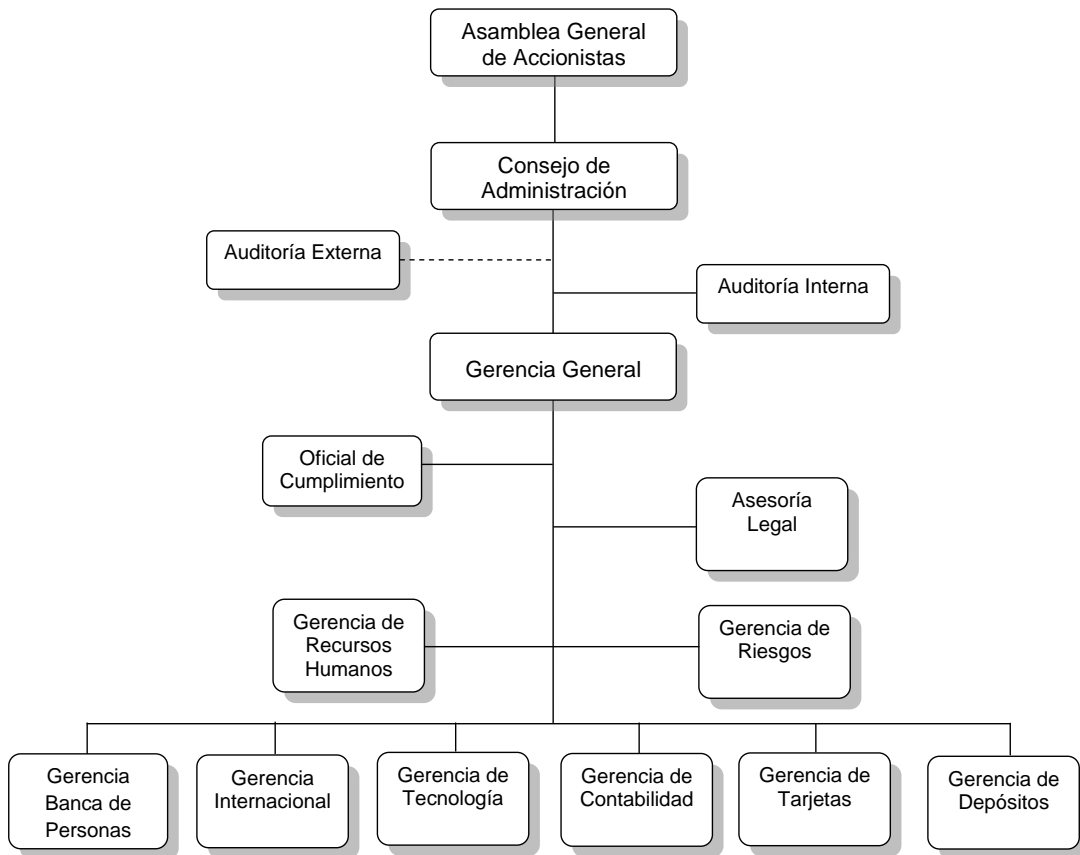 Asamblea General
de Accionistas
Consejo de
Administración
Auditoría Externa
Auditoría Interna
Gerencia General
Oficial de
Cumplimiento
Asesoría
Legal
Gerencia de
Recursos
Humanos
Gerencia de
Riesgos
Gerencia
Banca de
Personas
Gerencia
Internacional
Gerencia de
Tecnología
Gerencia de
Contabilidad
Gerencia de
Tarjetas
Gerencia de
Depósitos